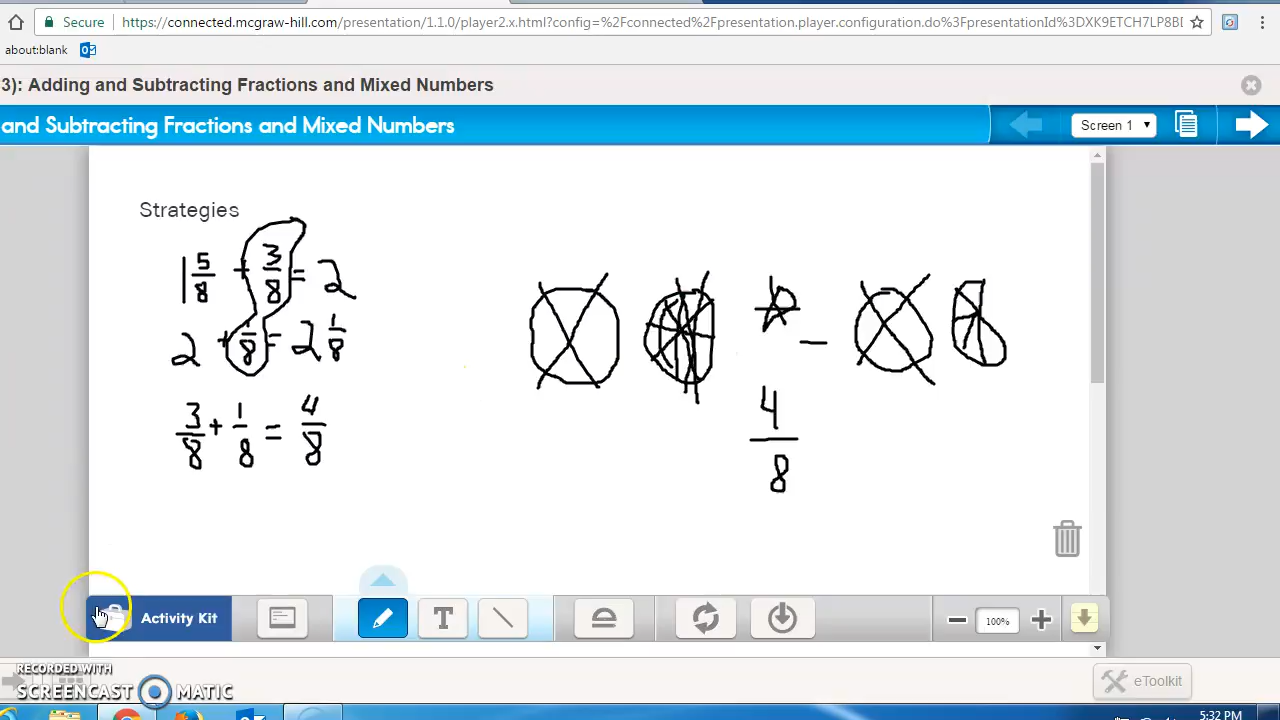 Secure https://connected.mcgraw-hill.com/presentation/1.1.0/player2.x.html?config=%2Fconnected%2Fpresentation.player.configuration.do%3FpresentationId%3DXK9ETCH7LP8BD
about:blank
3): Adding and Subtracting Fractions and Mixed Numbers
and Subtracting Fractions and Mixed Numbers
Screen 1
Strategies
1 5/8 + 3/8 = 2
2 + 1/8 = 2 1/8
3/8 + 1/8 = 4/8
−
4/8
Activity Kit
T
100%
RECORDED WITH
SCREENCAST MATIC
eToolkit
5:32 PM